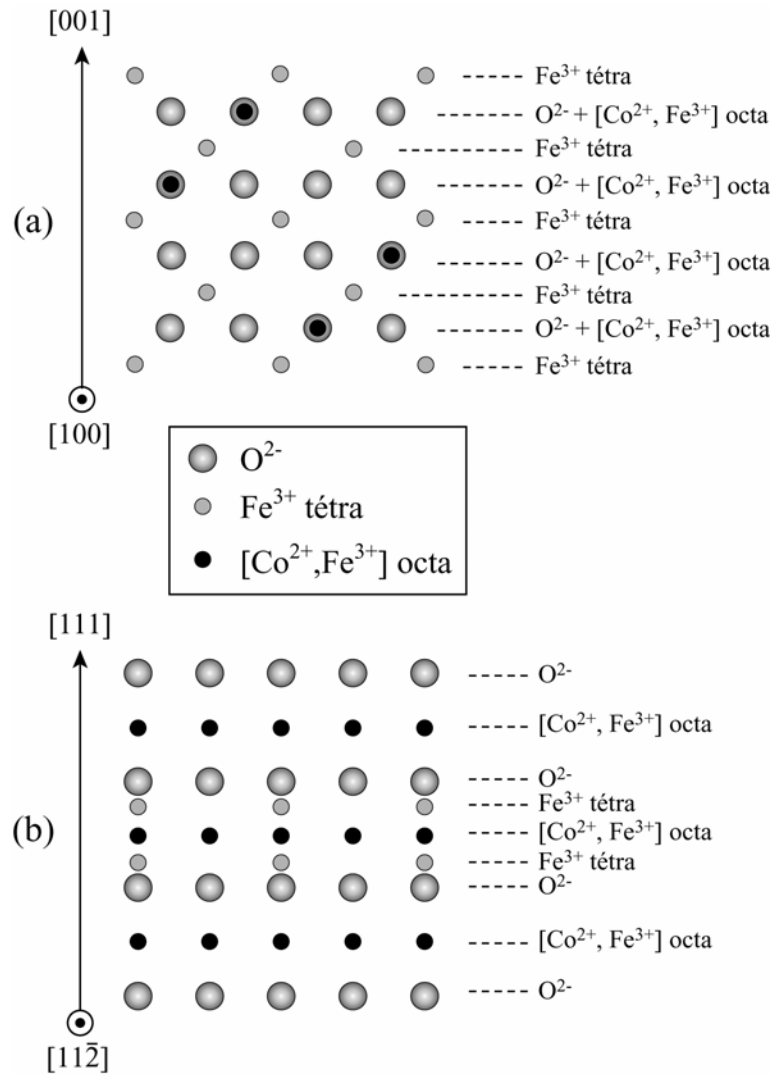 [001]
Fe³⁺ tétra
O²⁻ + [Co²⁺, Fe³⁺] octa
Fe³⁺ tétra
O²⁻ + [Co²⁺, Fe³⁺] octa
(a)
Fe³⁺ tétra
O²⁻ + [Co²⁺, Fe³⁺] octa
Fe³⁺ tétra
O²⁻ + [Co²⁺, Fe³⁺] octa
Fe³⁺ tétra
[100]
O²⁻
Fe³⁺ tétra
[Co²⁺,Fe³⁺] octa
[111]
O²⁻
[Co²⁺, Fe³⁺] octa
O²⁻
Fe³⁺ tétra
(b)
[Co²⁺, Fe³⁺] octa
Fe³⁺ tétra
O²⁻
[Co²⁺, Fe³⁺] octa
O²⁻
[112̄]